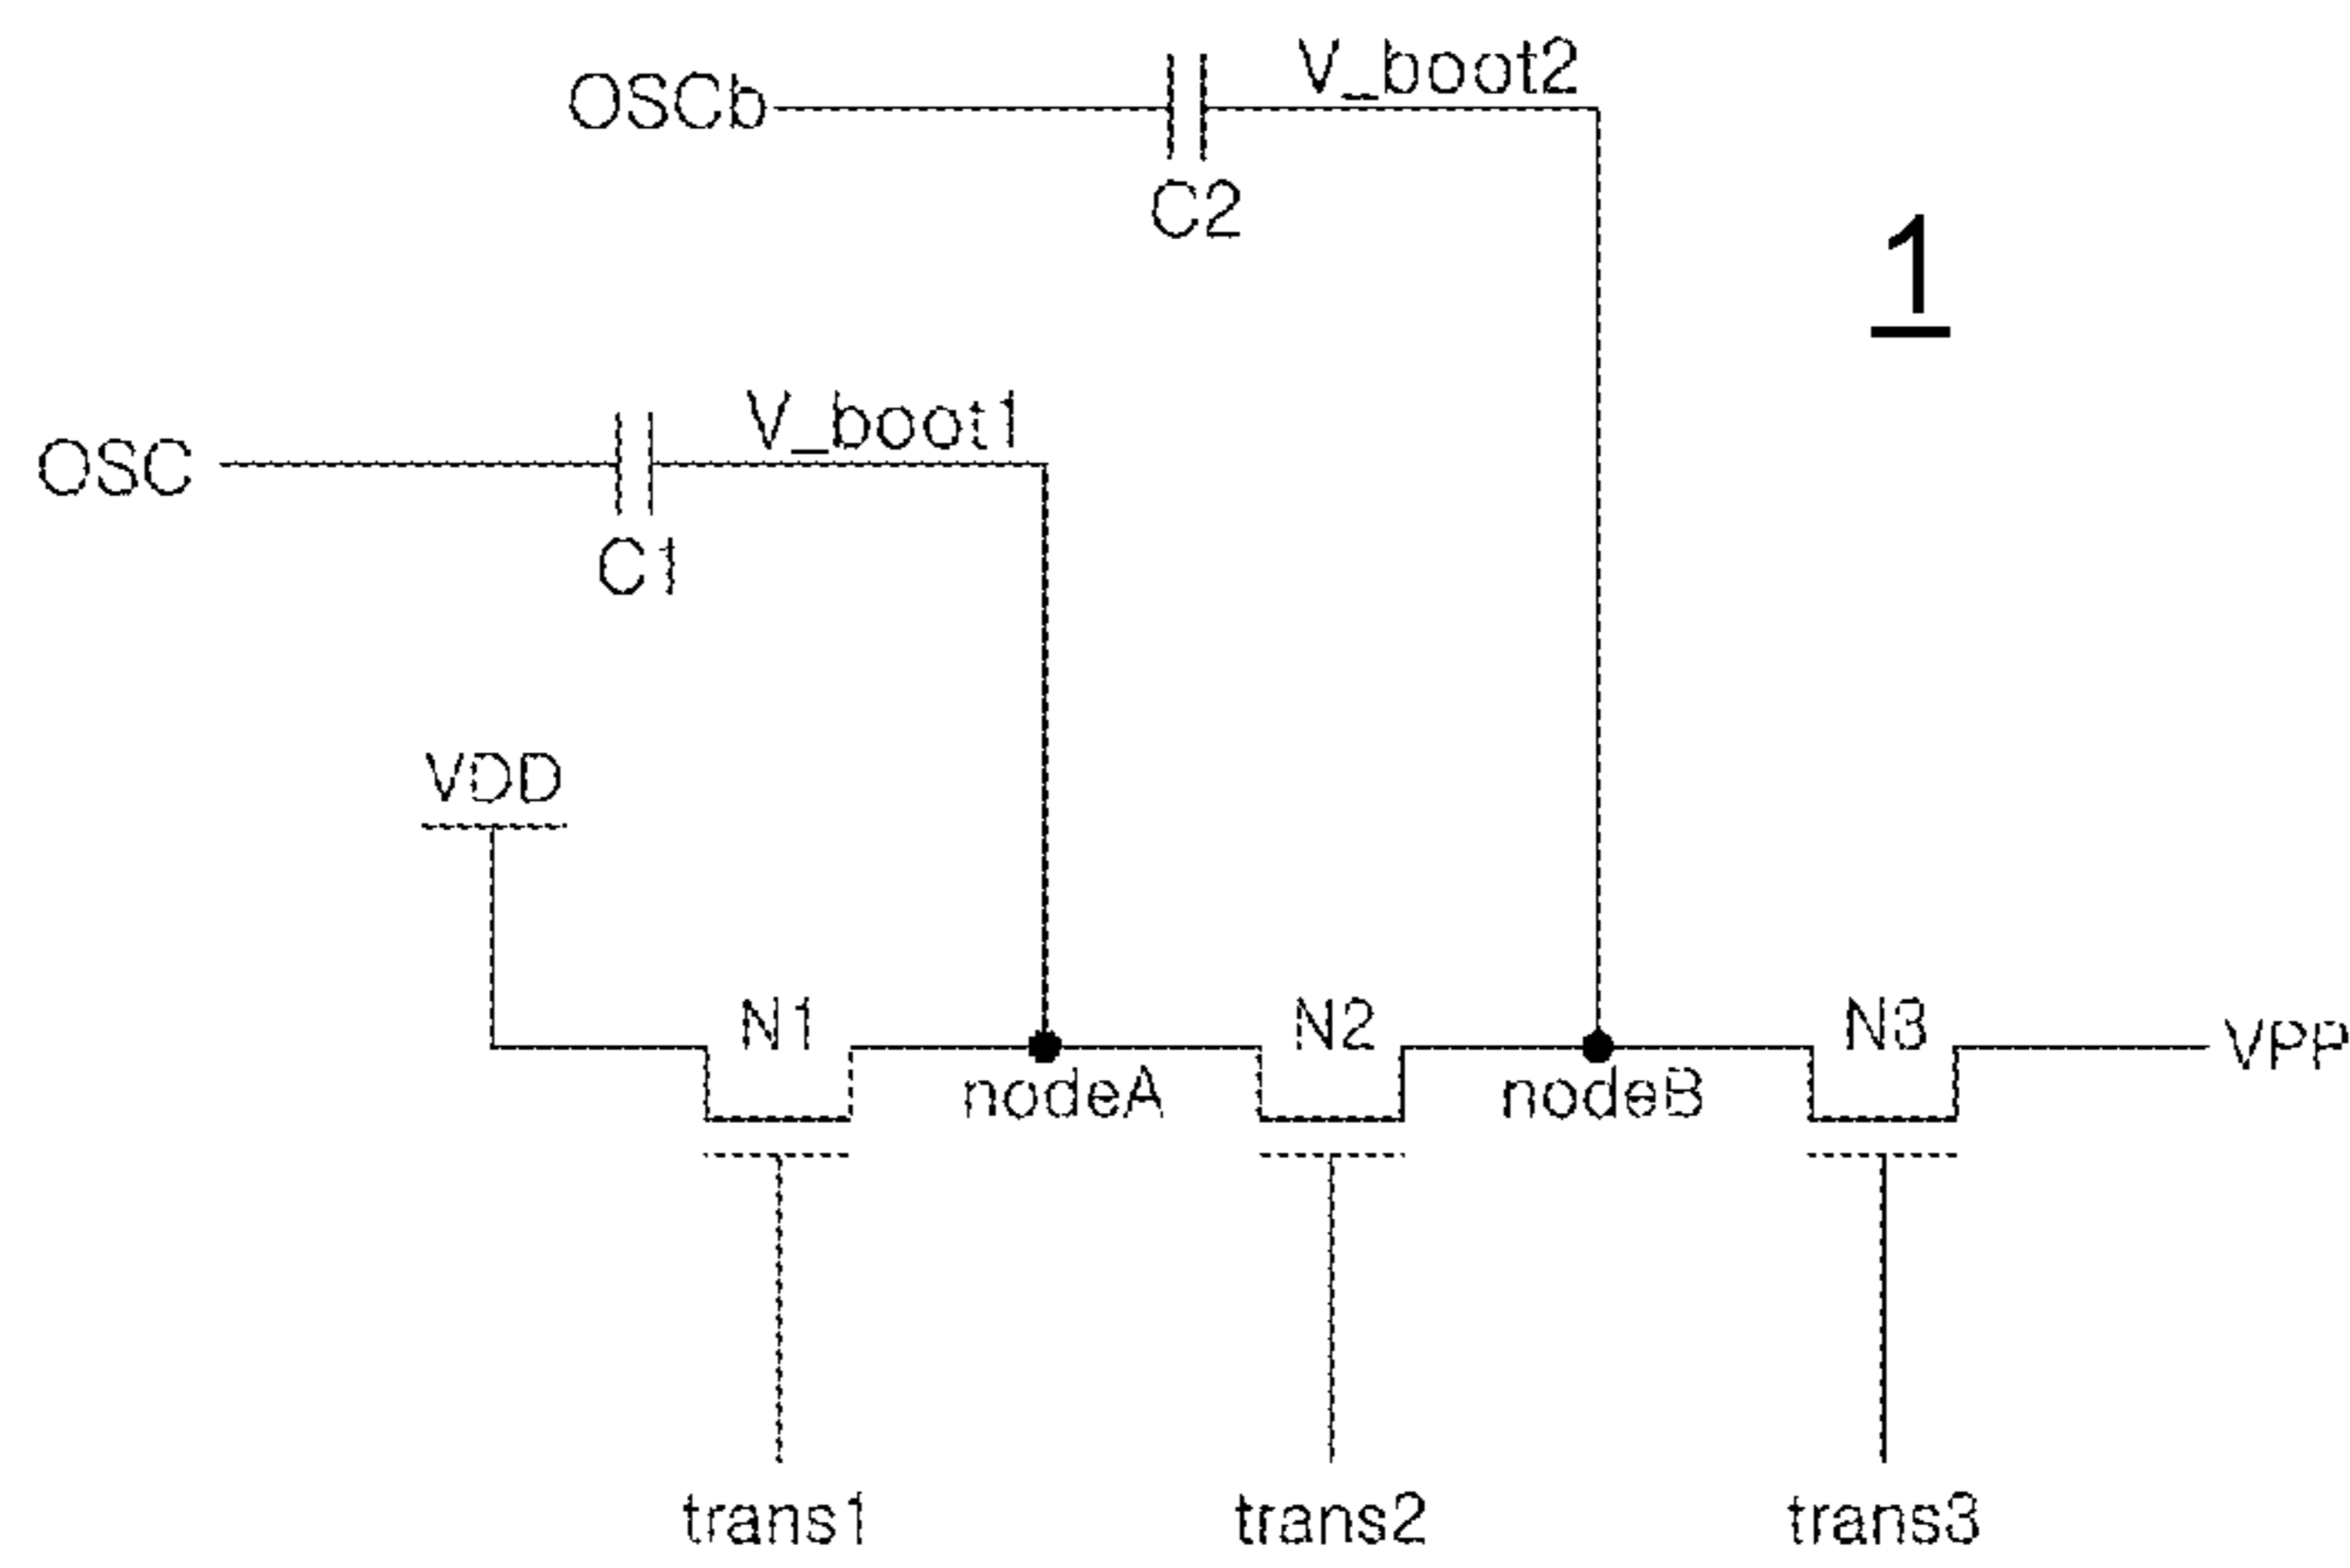 V_boot2
OSCb
C2
1
V_boot1
OSC
C1
VDD
N1
N2
N3
VPP
nodeA
nodeB
trans1
trans2
trans3